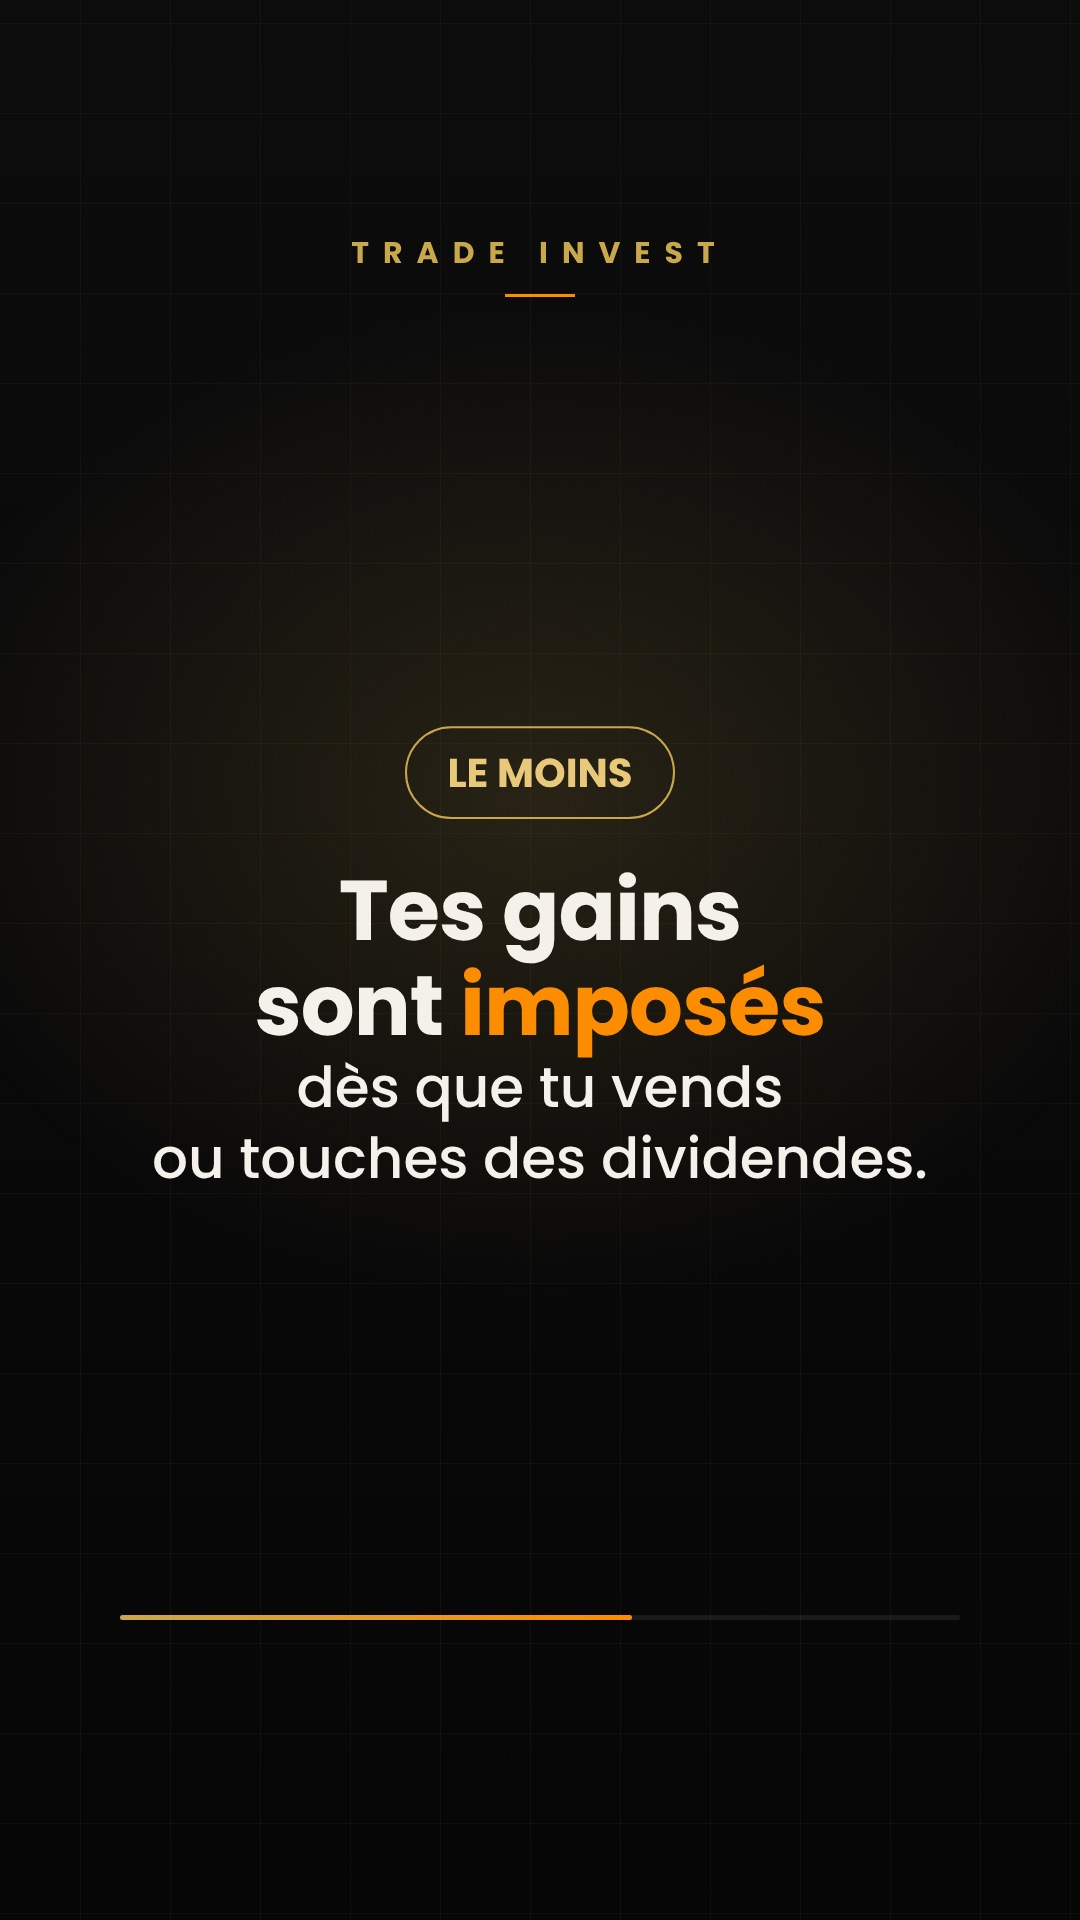 TRADE INVEST
LE MOINS
Tes gains
sont imposés
dès que tu vends
ou touches des dividendes.